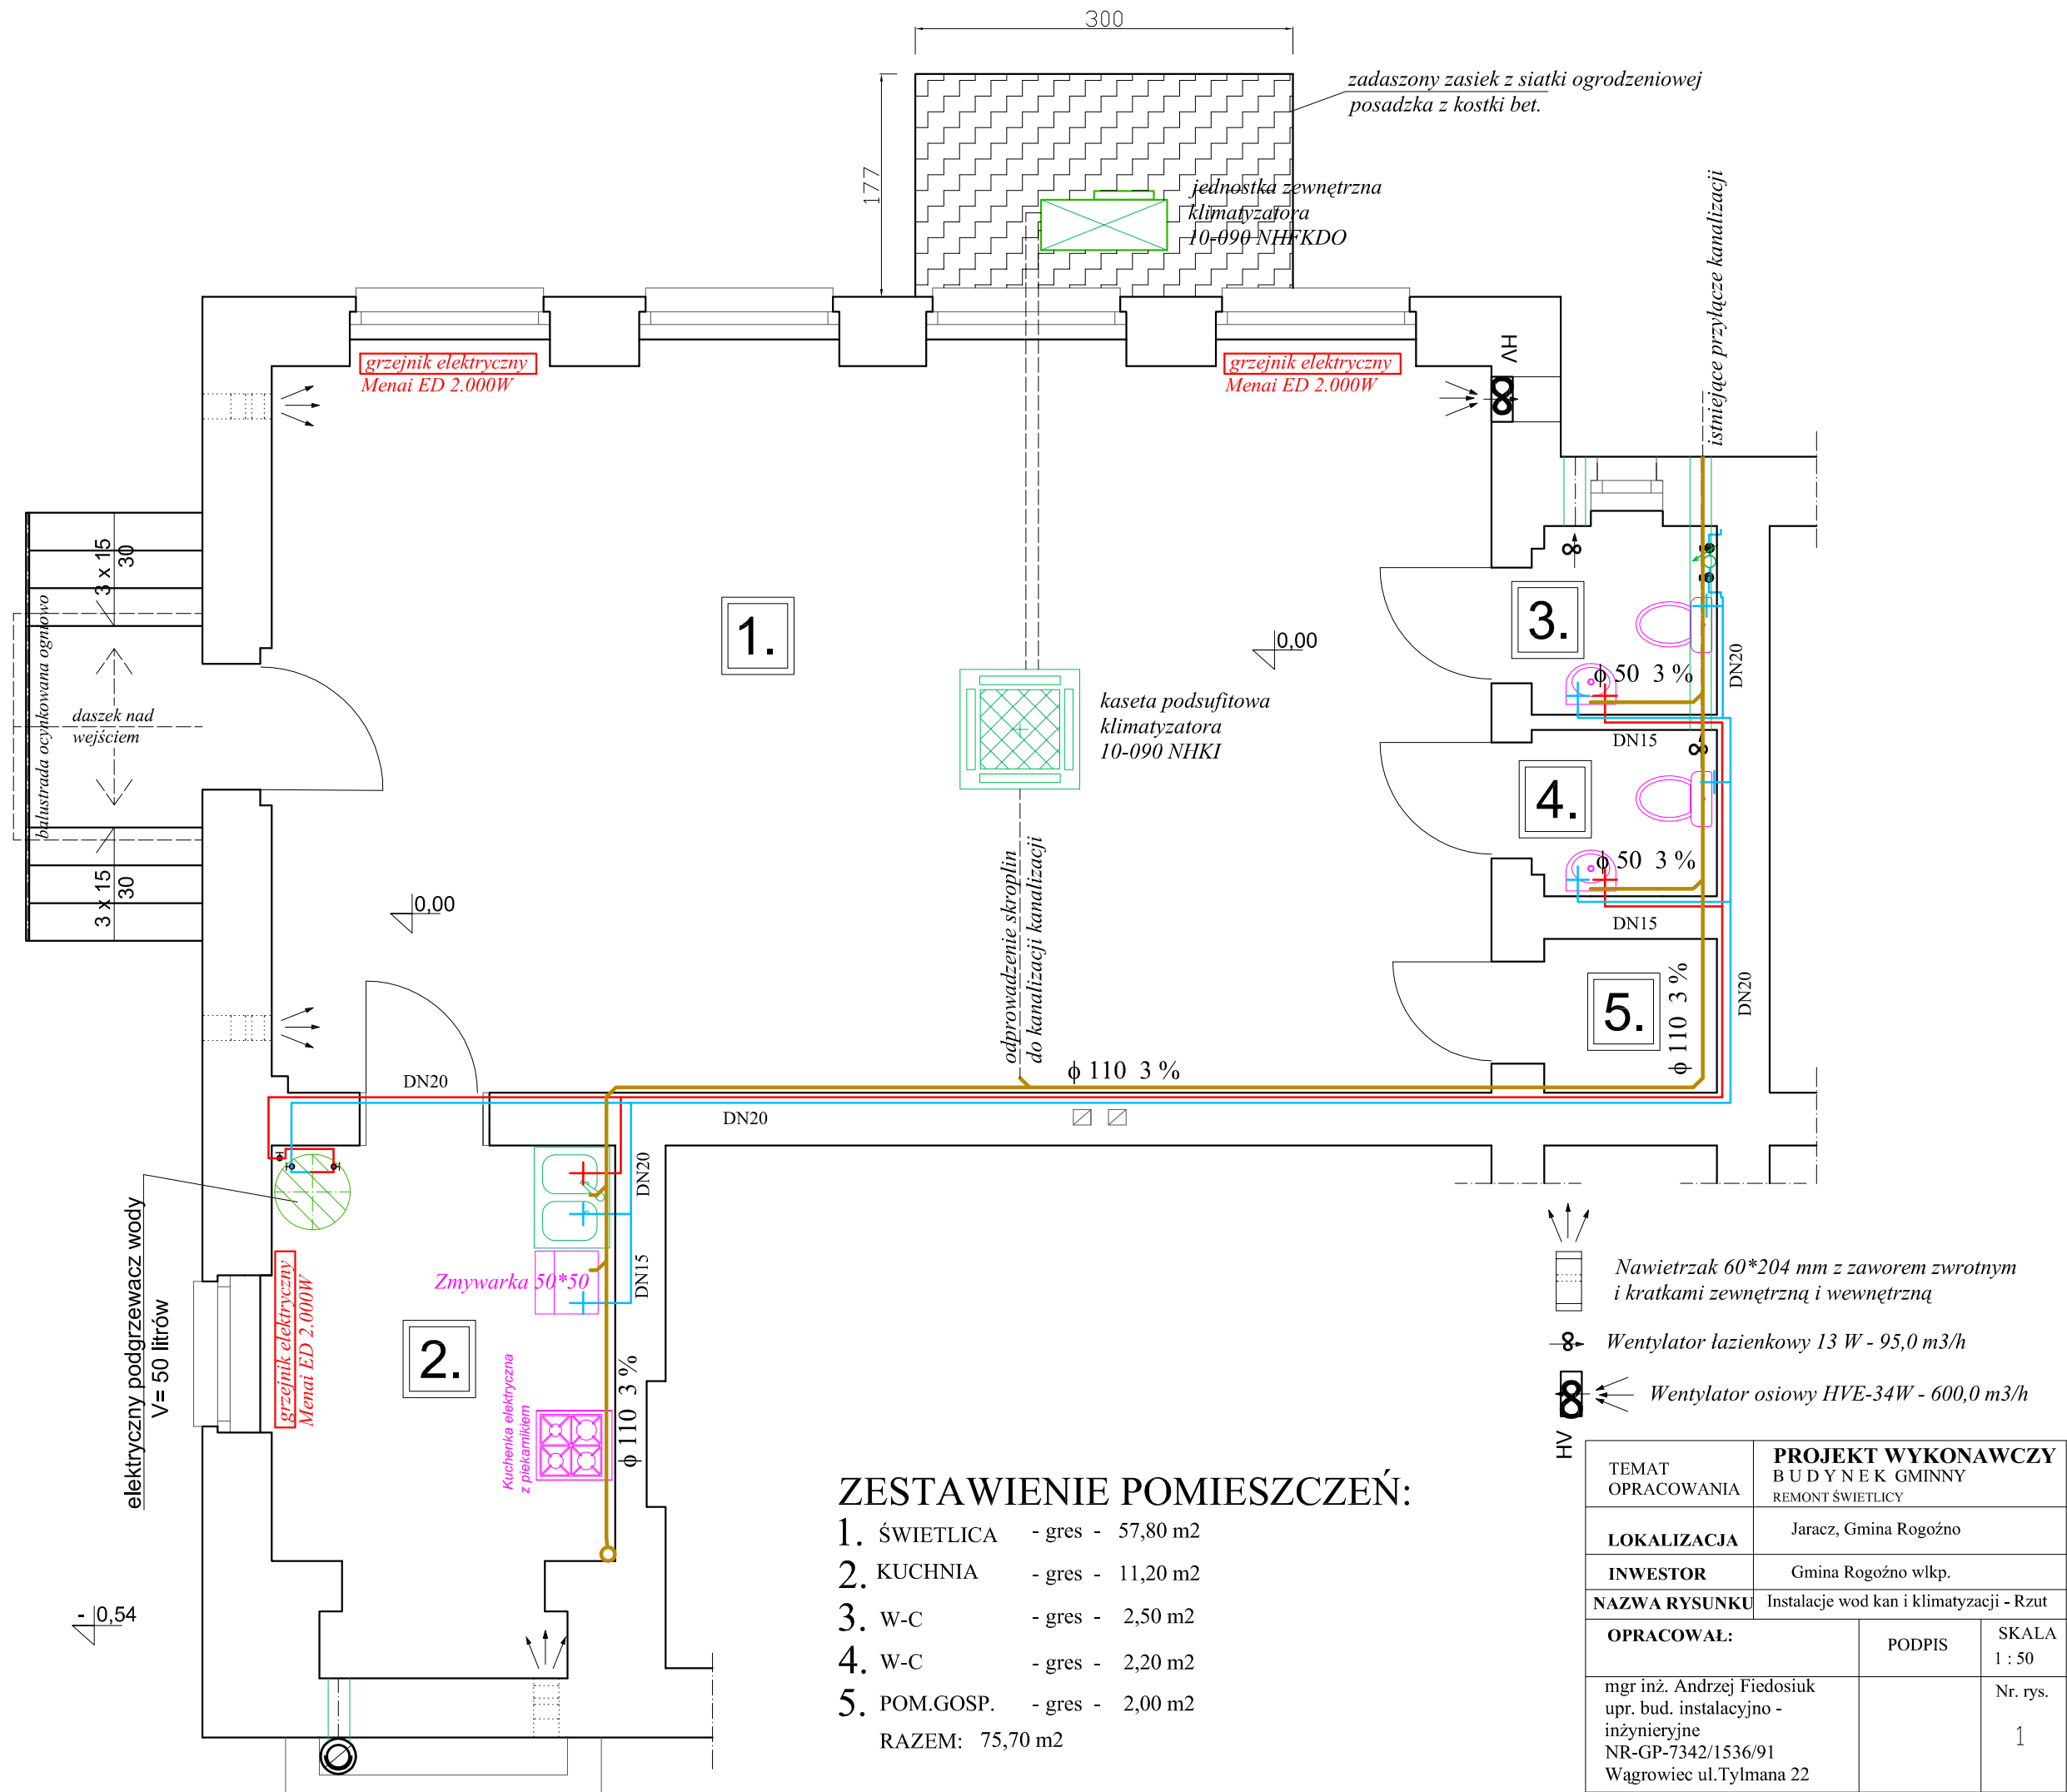 300
zadaszony zasiek z siatki ogrodzeniowej
posadzka z kostki bet.
177
jednostka zewnętrzna
klimatyzatora
10-090 NHFKDO
istniejące przyłącze kanalizacji
HV
grzejnik elektryczny
Menai ED 2.000W
grzejnik elektryczny
Menai ED 2.000W
3 x 15
30
balustrada ocynkowana ogniowo
daszek nad
wejściem
3 x 15
30
1.
0,00
3.
ϕ 50 3 %
DN20
DN15
kaseta podsufitowa
klimatyzatora
10-090 NHKI
4.
ϕ 50 3 %
DN15
0,00
odprowadzenie skroplin
do kanalizacji kanalizacji
5.
ϕ 110 3 %
DN20
ϕ 110 3 %
DN20
DN20
elektryczny podgrzewacz wody
V= 50 litrów
grzejnik elektryczny
Menai ED 2.000W
DN20
Zmywarka 50*50
DN15
2.
Kuchenka elektryczna
z piekarnikiem
ϕ 110 3 %
- 0,54
Nawietrzak 60*204 mm z zaworem zwrotnym
i kratkami zewnętrzną i wewnętrzną
Wentylator łazienkowy 13 W - 95,0 m3/h
Wentylator osiowy HVE-34W - 600,0 m3/h
HV
ZESTAWIENIE POMIESZCZEŃ:
1. ŚWIETLICA - gres - 57,80 m2
2. KUCHNIA - gres - 11,20 m2
3. W-C - gres - 2,50 m2
4. W-C - gres - 2,20 m2
5. POM.GOSP. - gres - 2,00 m2
RAZEM: 75,70 m2
TEMAT
OPRACOWANIA
PROJEKT WYKONAWCZY
B U D Y N E K GMINNY
REMONT ŚWIETLICY
LOKALIZACJA
Jaracz, Gmina Rogoźno
INWESTOR
Gmina Rogoźno wlkp.
NAZWA RYSUNKU
Instalacje wod kan i klimatyzacji - Rzut
OPRACOWAŁ:
PODPIS
SKALA
1 : 50
mgr inż. Andrzej Fiedosiuk
upr. bud. instalacyjno -
inżynieryjne
NR-GP-7342/1536/91
Wągrowiec ul.Tylmana 22
Nr. rys.
1